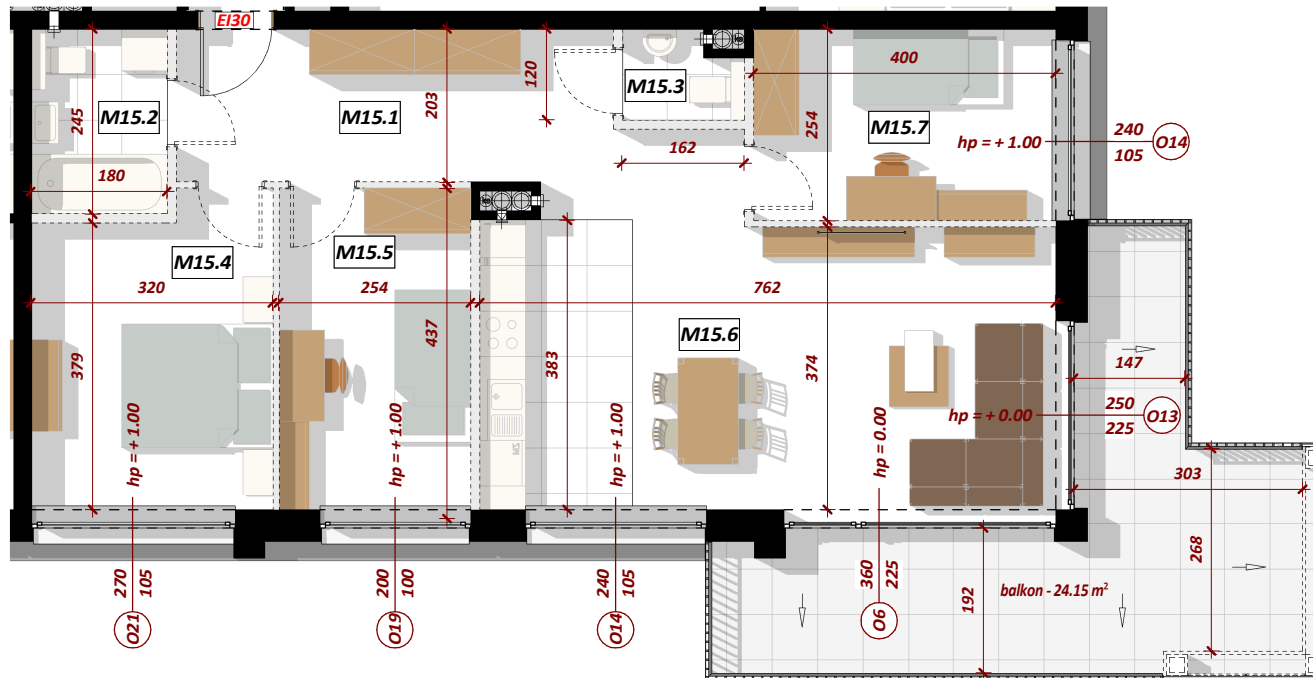 EI30
400
120
M15.3
M15.2
M15.1
203
245
254
M15.7
hp = + 1.00
240
105
O14
162
180
M15.5
M15.4
320
254
762
M15.6
379
437
383
374
147
hp = + 0.00
250
225
O13
hp = + 1.00
hp = + 1.00
hp = + 1.00
hp = 0.00
303
268
270
105
O21
200
100
O19
240
105
O14
360
225
O6
192
balkon - 24.15 m²
MZ